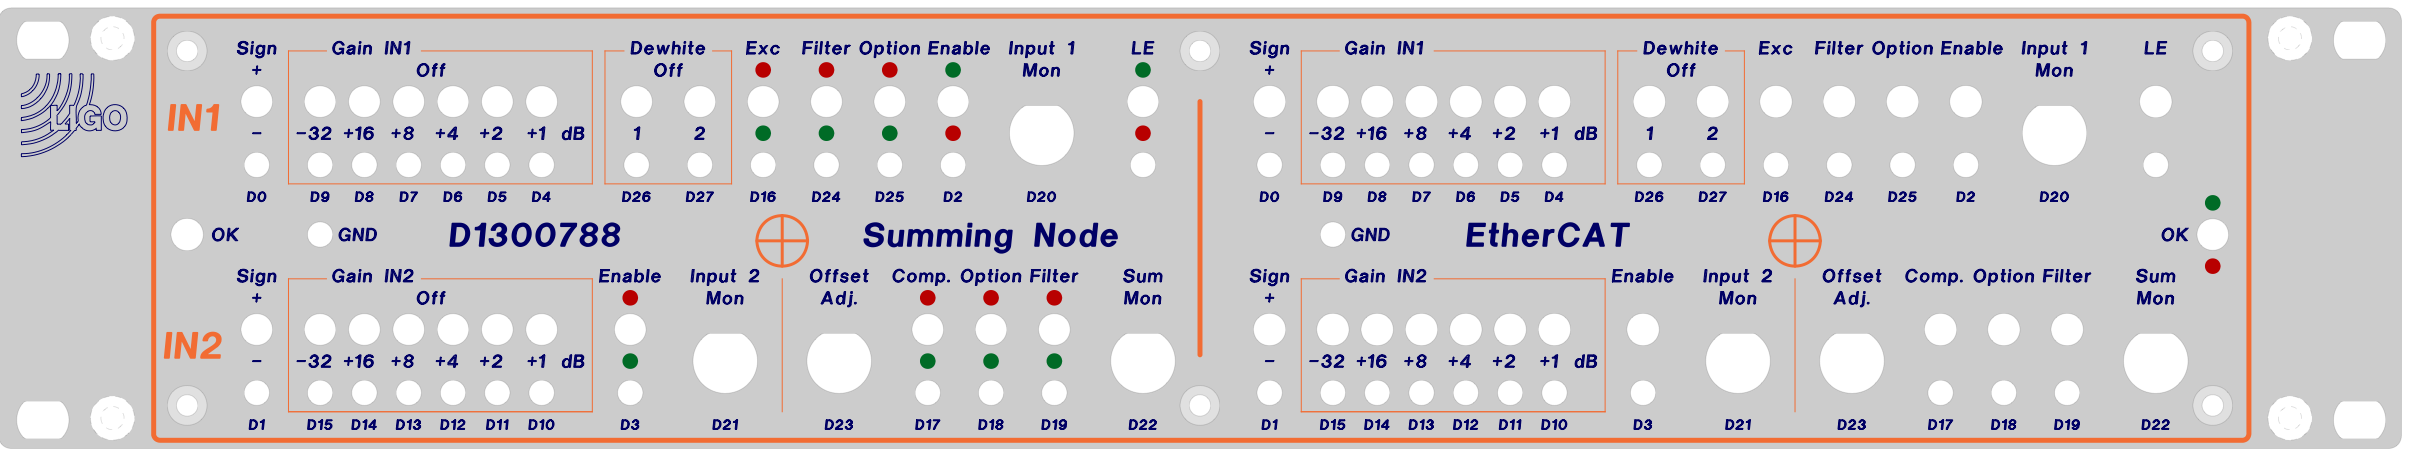 Sign Gain IN1 Dewhite Exc Filter Option Enable Input 1 LE Sign Gain IN1 Dewhite Exc Filter Option Enable Input 1 LE
+ Off Off Mon + Off Mon
LIGO
IN1
- -32 +16 +8 +4 +2 +1 dB 1 2 - -32 +16 +8 +4 +2 +1 dB 1 2
D0 D9 D8 D7 D6 D5 D4 D26 D27 D16 D24 D25 D2 D20 D0 D9 D8 D7 D6 D5 D4 D26 D27 D16 D24 D25 D2 D20
OK GND D1300788 Summing Node GND EtherCAT OK
Sign Gain IN2 Enable Input 2 Offset Comp. Option Filter Sum Sign Gain IN2 Enable Input 2 Offset Comp. Option Filter Sum
+ Off Mon Adj. Mon + Mon Adj. Mon
IN2
- -32 +16 +8 +4 +2 +1 dB - -32 +16 +8 +4 +2 +1 dB
D1 D15 D14 D13 D12 D11 D10 D3 D21 D23 D17 D18 D19 D22 D1 D15 D14 D13 D12 D11 D10 D3 D21 D23 D17 D18 D19 D22